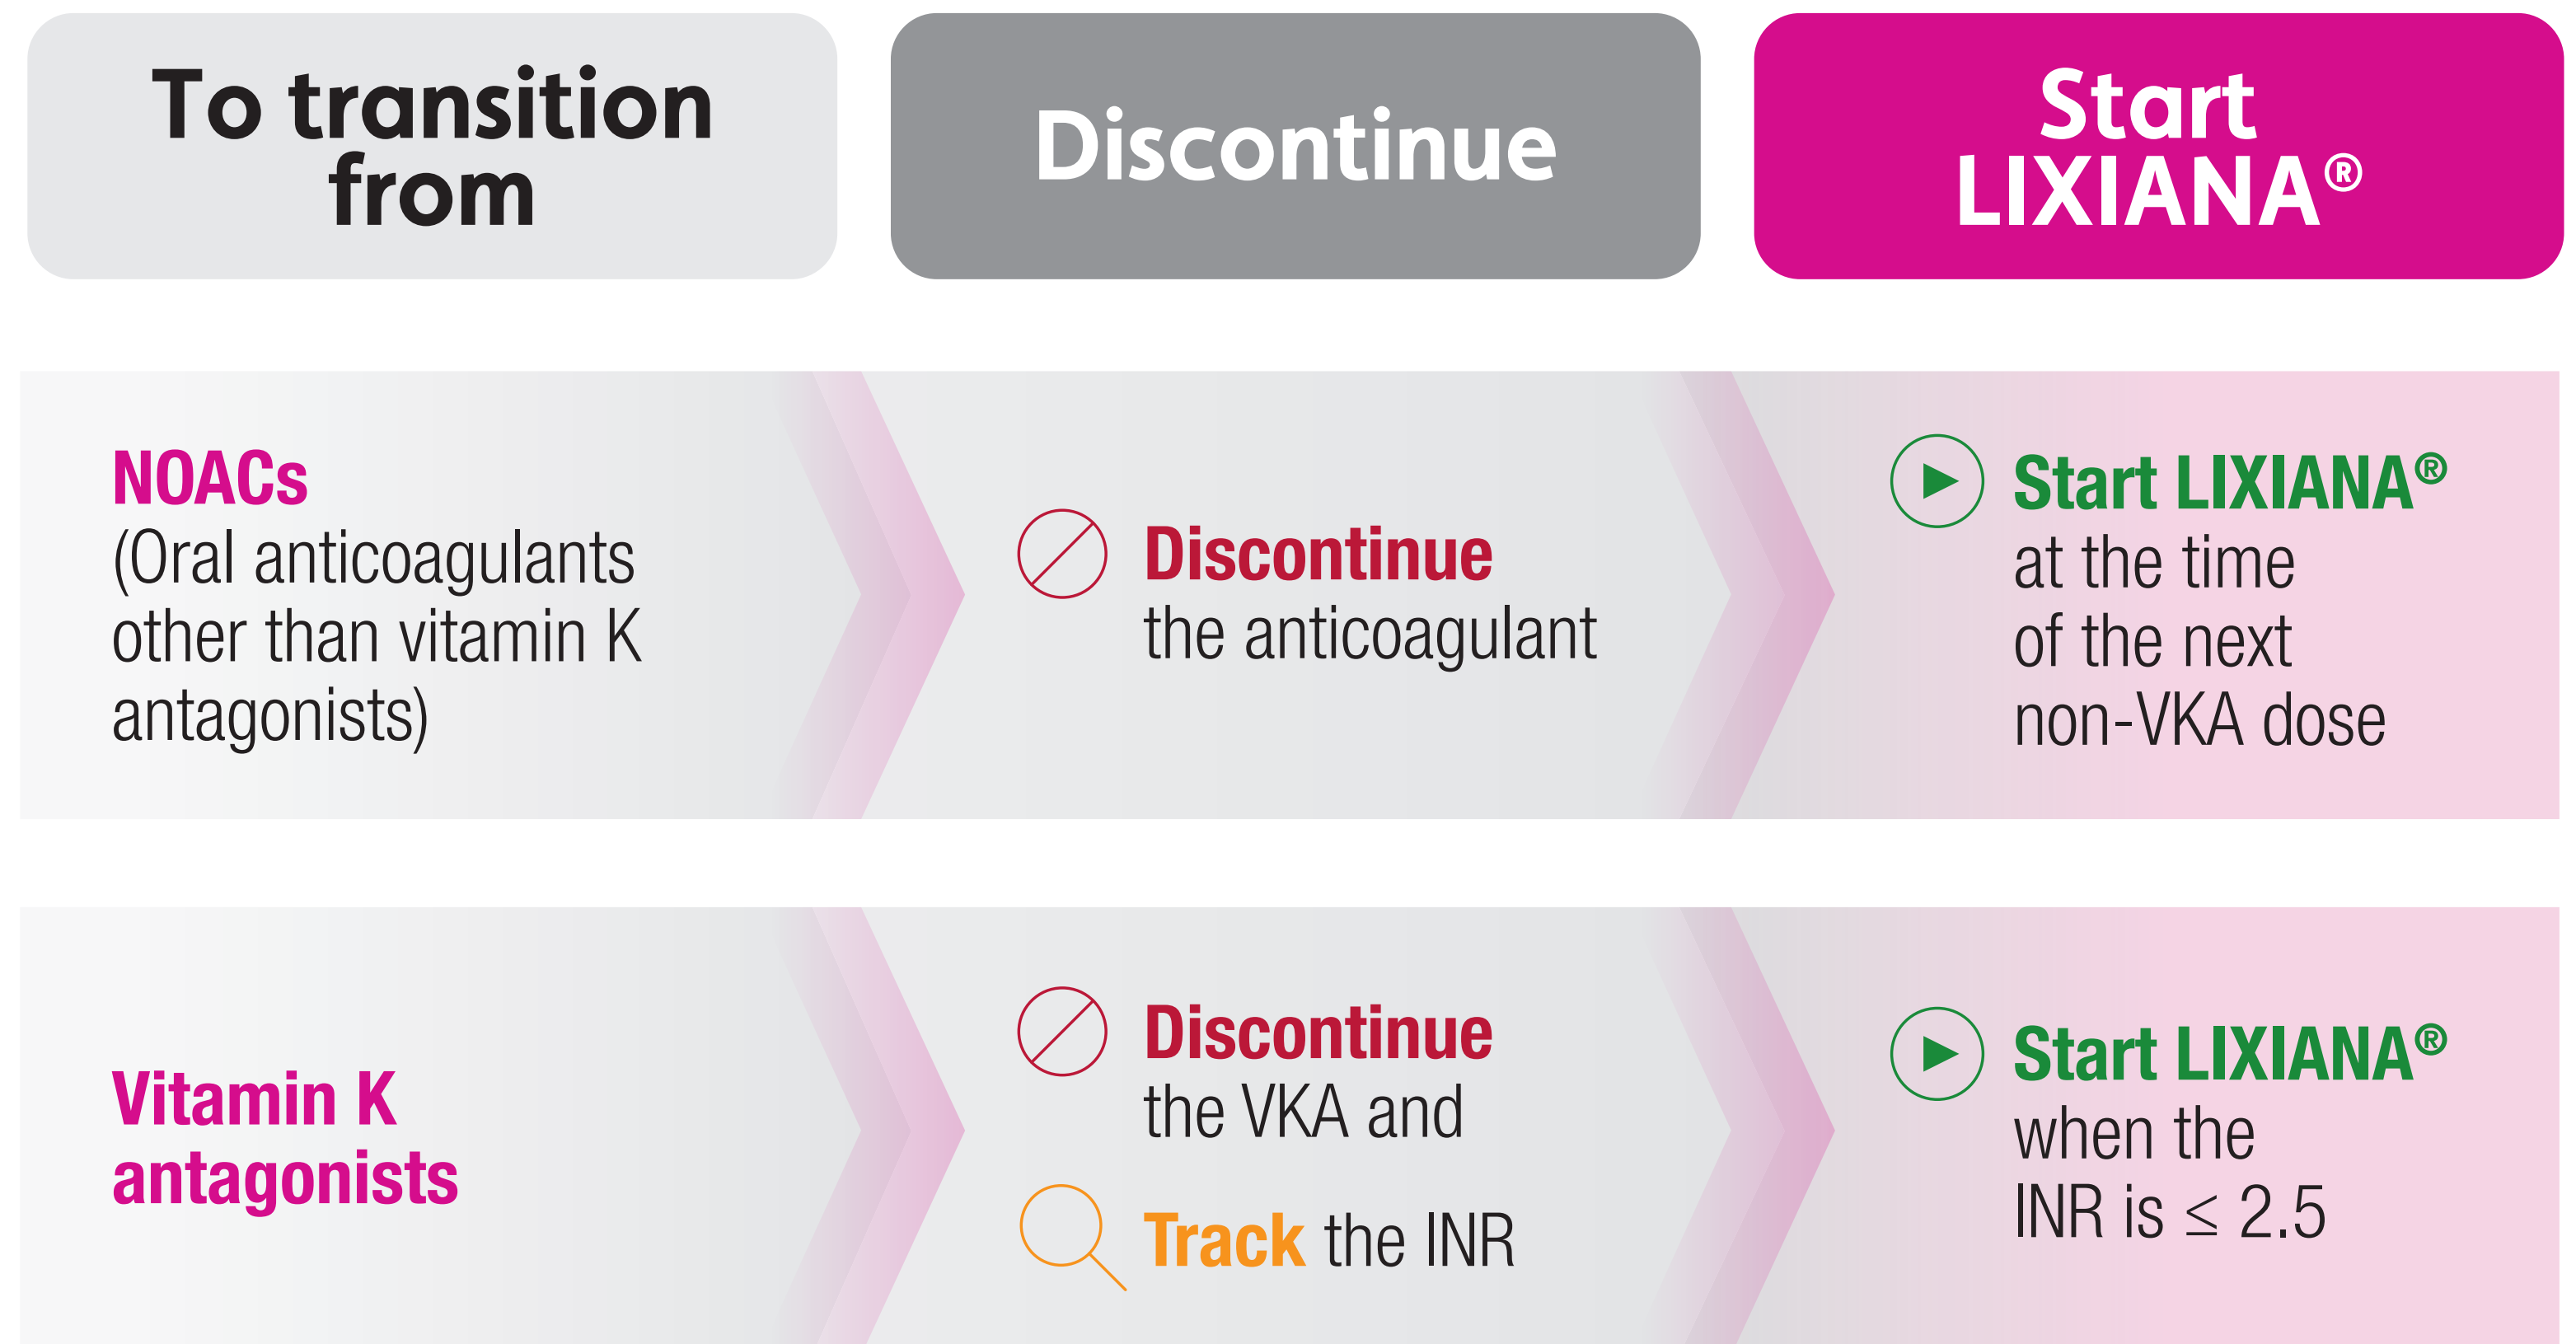 To transition
from
Discontinue
Start
LIXIANA®
NOACs
(Oral anticoagulants
other than vitamin K
antagonists)
Discontinue
the anticoagulant
Start LIXIANA®
at the time
of the next
non-VKA dose
Vitamin K
antagonists
Discontinue
the VKA and
Track the INR
Start LIXIANA®
when the
INR is ≤ 2.5